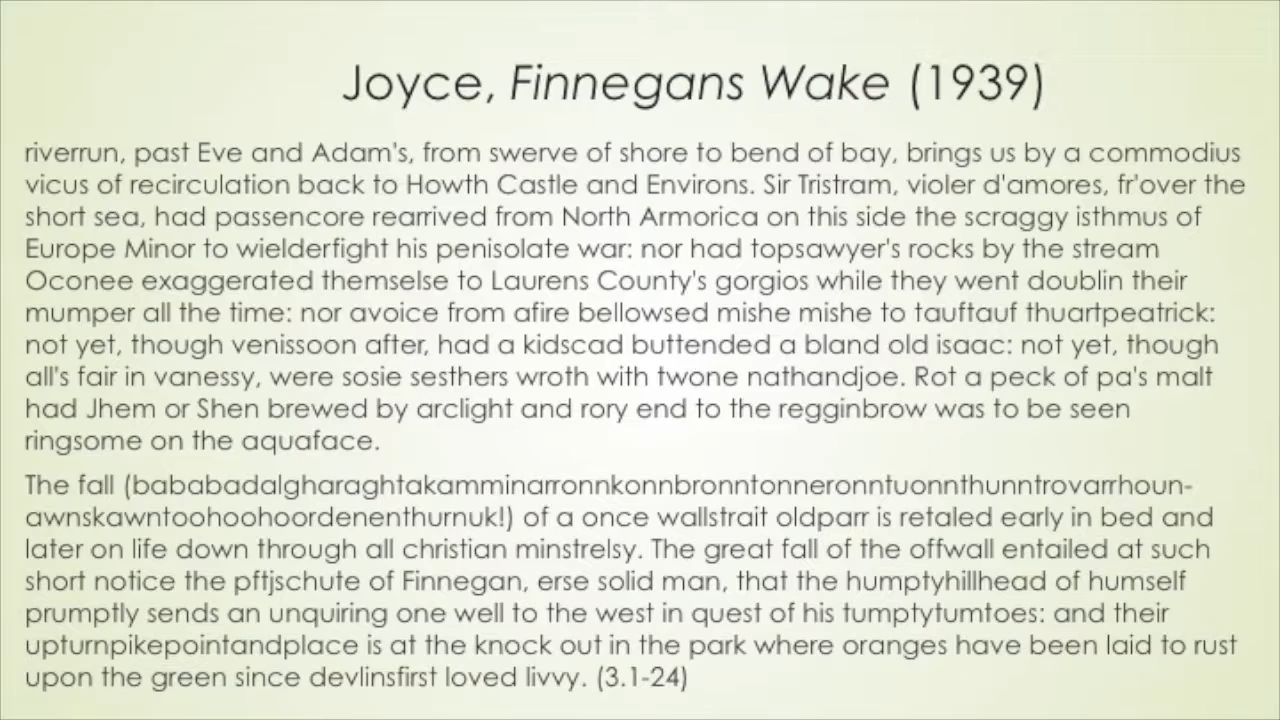 Joyce, Finnegans Wake (1939)
riverrun, past Eve and Adam's, from swerve of shore to bend of bay, brings us by a commodius
vicus of recirculation back to Howth Castle and Environs. Sir Tristram, violer d'amores, fr'over the
short sea, had passencore rearrived from North Armorica on this side the scraggy isthmus of
Europe Minor to wielderfight his penisolate war: nor had topsawyer's rocks by the stream
Oconee exaggerated themselse to Laurens County's gorgios while they went doublin their
mumper all the time: nor avoice from afire bellowsed mishe mishe to tauftauf thuartpeatrick:
not yet, though venissoon after, had a kidscad buttended a bland old isaac: not yet, though
all's fair in vanessy, were sosie sesthers wroth with twone nathandjoe. Rot a peck of pa's malt
had Jhem or Shen brewed by arclight and rory end to the regginbrow was to be seen
ringsome on the aquaface.
The fall (bababadalgharaghtakamminarronnkonnbronntonneronntuonnthunntrovarrhoun-
awnskawntoohoohoordenenthurnuk!) of a once wallstrait oldparr is retaled early in bed and
later on life down through all christian minstrelsy. The great fall of the offwall entailed at such
short notice the pftjschute of Finnegan, erse solid man, that the humptyhillhead of humself
prumptly sends an unquiring one well to the west in quest of his tumptytumtoes: and their
upturnpikepointandplace is at the knock out in the park where oranges have been laid to rust
upon the green since devlinsfirst loved livvy. (3.1-24)